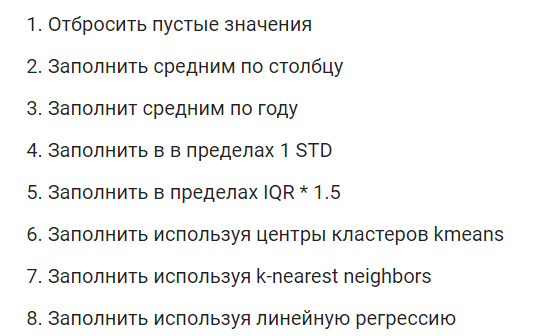 1. Отбросить пустые значения
2. Заполнить средним по столбцу
3. Заполнит средним по году
4. Заполнить в в пределах 1 STD
5. Заполнить в пределах IQR * 1.5
6. Заполнить используя центры кластеров kmeans
7. Заполнить используя k-nearest neighbors
8. Заполнить используя линейную регрессию